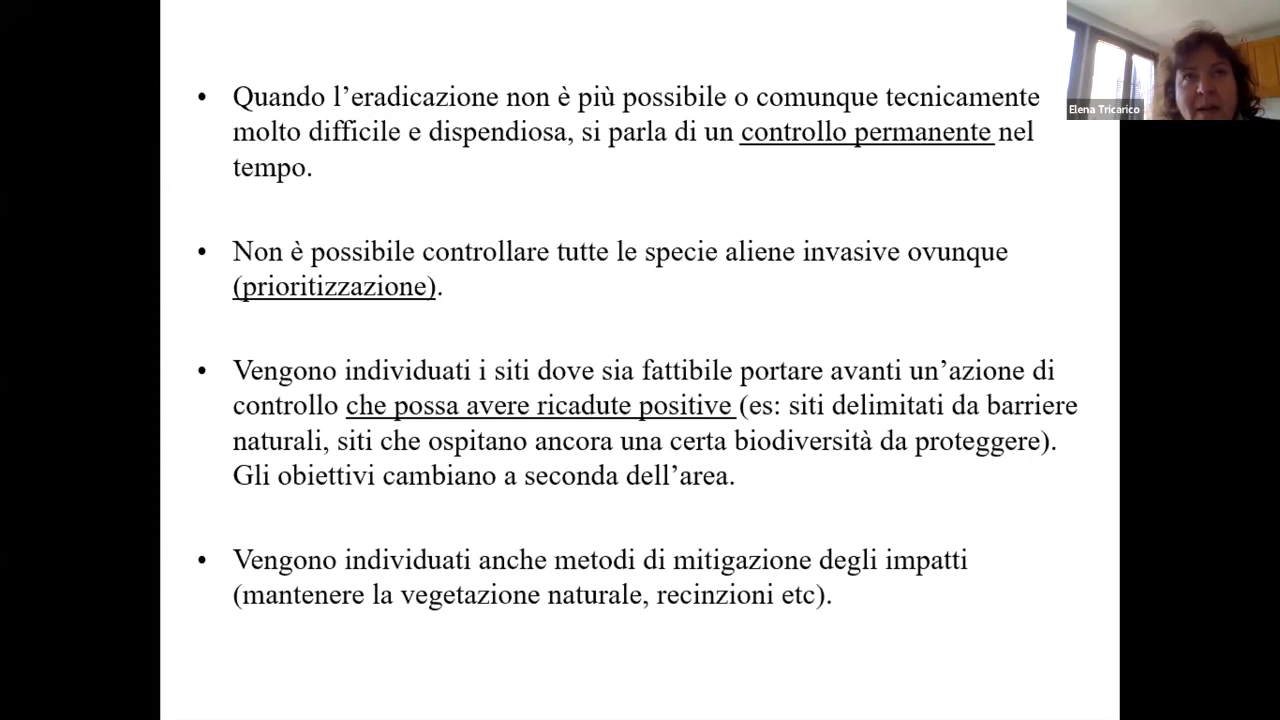 • Quando l’eradicazione non è più possibile o comunque tecnicamente
molto difficile e dispendiosa, si parla di un controllo permanente nel
tempo.
• Non è possibile controllare tutte le specie aliene invasive ovunque
(prioritizzazione).
• Vengono individuati i siti dove sia fattibile portare avanti un’azione di
controllo che possa avere ricadute positive (es: siti delimitati da barriere
naturali, siti che ospitano ancora una certa biodiversità da proteggere).
Gli obiettivi cambiano a seconda dell’area.
• Vengono individuati anche metodi di mitigazione degli impatti
(mantenere la vegetazione naturale, recinzioni etc).
Elena Tricarico